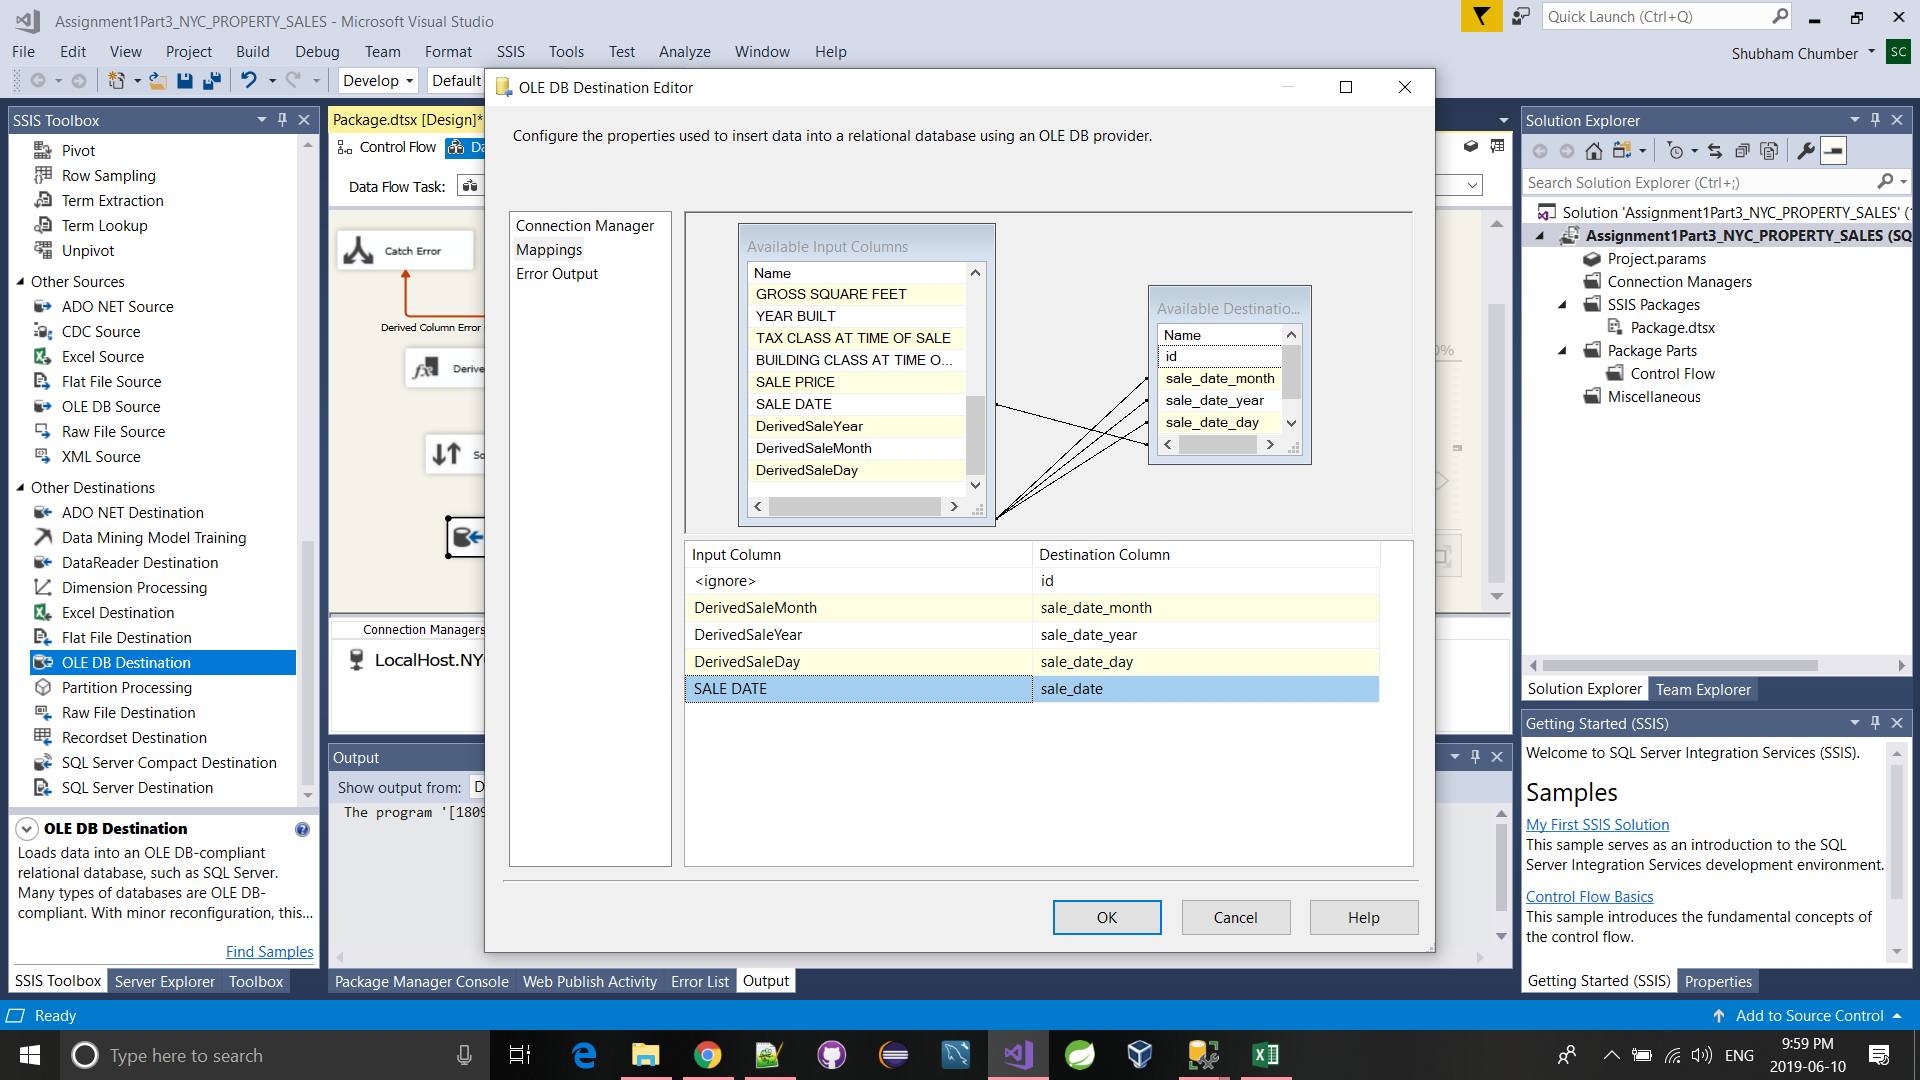 Assignment1Part3_NYC_PROPERTY_SALES - Microsoft Visual Studio
Quick Launch (Ctrl+Q)
File Edit View Project Build Debug Team Format SSIS Tools Test Analyze Window Help
Shubham Chumber SC
Develop Default
SSIS Toolbox
Pivot
Row Sampling
Term Extraction
Term Lookup
Unpivot
Other Sources
ADO NET Source
CDC Source
Excel Source
Flat File Source
OLE DB Source
Raw File Source
XML Source
Other Destinations
ADO NET Destination
Data Mining Model Training
DataReader Destination
Dimension Processing
Excel Destination
Flat File Destination
OLE DB Destination
Partition Processing
Raw File Destination
Recordset Destination
SQL Server Compact Destination
SQL Server Destination
OLE DB Destination
Loads data into an OLE DB-compliant
relational database, such as SQL Server.
Many types of databases are OLE DB-
compliant. With minor reconfiguration, this...
Find Samples
SSIS Toolbox Server Explorer Toolbox
Package.dtsx [Design]*
Control Flow Da
Data Flow Task:
Catch Error
Derived Column Error
Derive
So
0%
Connection Managers
LocalHost.NY
Output
Show output from: D
The program '[1809
Package Manager Console Web Publish Activity Error List Output
OLE DB Destination Editor
Configure the properties used to insert data into a relational database using an OLE DB provider.
Connection Manager
Mappings
Error Output
Available Input Columns
Name
GROSS SQUARE FEET
YEAR BUILT
TAX CLASS AT TIME OF SALE
BUILDING CLASS AT TIME O...
SALE PRICE
SALE DATE
DerivedSaleYear
DerivedSaleMonth
DerivedSaleDay
Available Destinatio...
Name
id
sale_date_month
sale_date_year
sale_date_day
Input Column Destination Column
<ignore> id
DerivedSaleMonth sale_date_month
DerivedSaleYear sale_date_year
DerivedSaleDay sale_date_day
SALE DATE sale_date
OK Cancel Help
Solution Explorer
Search Solution Explorer (Ctrl+;)
Solution 'Assignment1Part3_NYC_PROPERTY_SALES' (
Assignment1Part3_NYC_PROPERTY_SALES (SQ
Project.params
Connection Managers
SSIS Packages
Package.dtsx
Package Parts
Control Flow
Miscellaneous
Solution Explorer Team Explorer
Getting Started (SSIS)
Welcome to SQL Server Integration Services (SSIS).
Samples
My First SSIS Solution
This sample serves as an introduction to the SQL
Server Integration Services development environment.
Control Flow Basics
This sample introduces the fundamental concepts of
the control flow.
Getting Started (SSIS) Properties
Ready
Add to Source Control
Type here to search
ENG
9:59 PM
2019-06-10